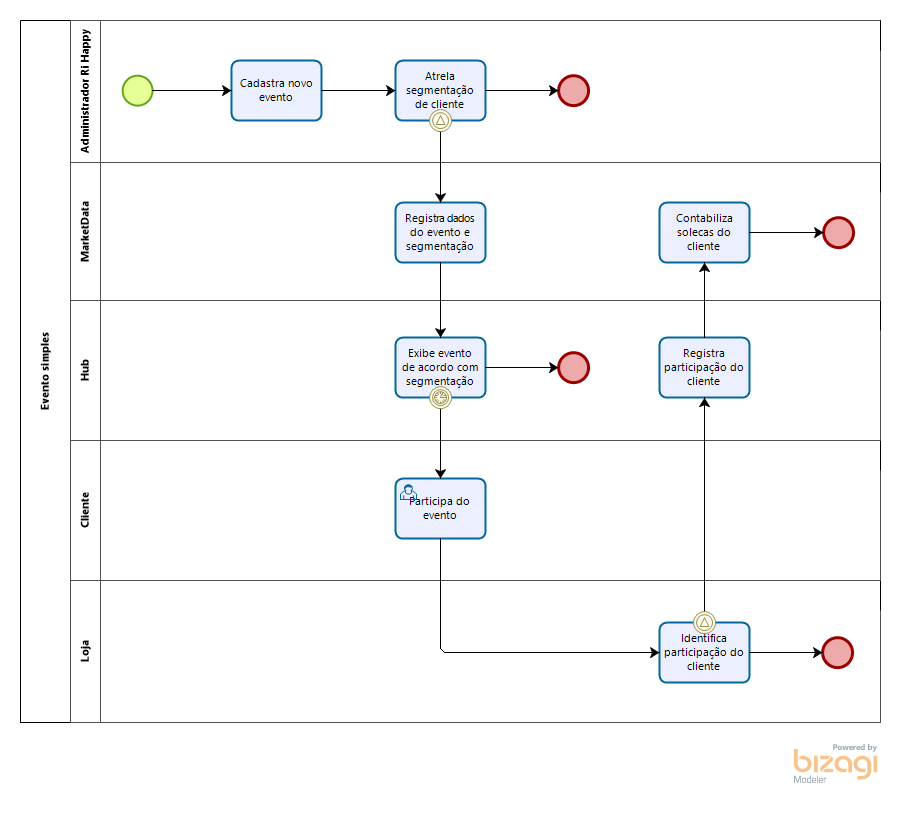 Evento simples
Administrador Ri Happy
Cadastra novo
evento
Atrela
segmentação
de cliente
MarketData
Registra dados
do evento e
segmentação
Contabiliza
solecas do
cliente
Hub
Exibe evento
de acordo com
segmentação
Registra
participação do
cliente
Cliente
Participa do
evento
Loja
Identifica
participação do
cliente
Powered by
bizagi
Modeler